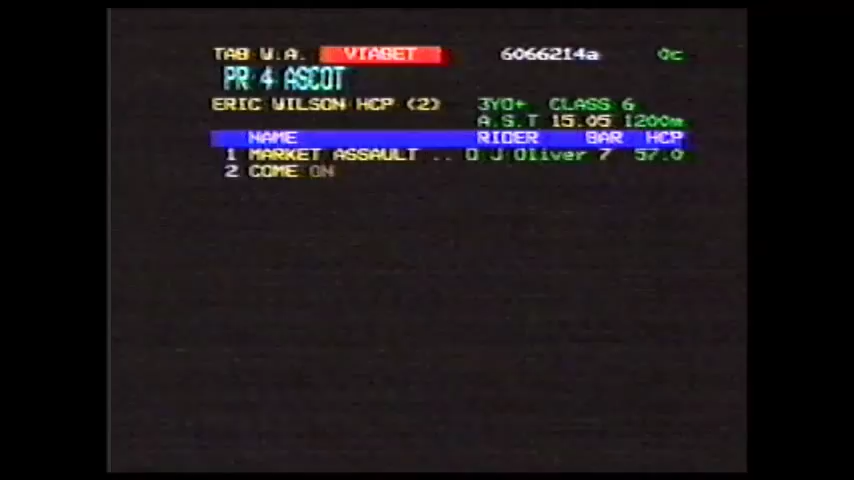 TAB W.A. VIABET 6066214a 0c
PR 4 ASCOT
ERIC WILSON HCP (2) 3YO+ CLASS 6
A.S.T 15.05 1200m
NAME RIDER BAR HCP
1 MARKET ASSAULT .. D J Oliver 7 57.0
2 COME ON